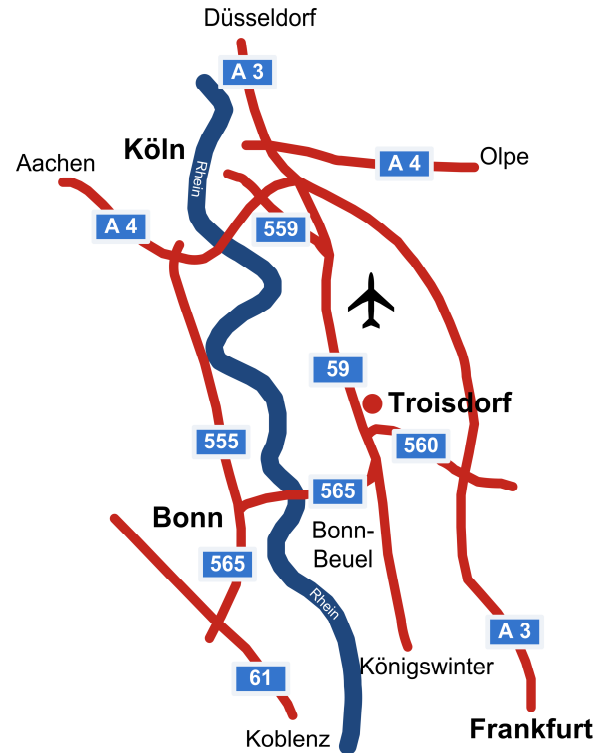 Düsseldorf
A 3
Köln
Aachen
A 4
Olpe
Rhein
A 4
559
59
Troisdorf
555
560
565
Bonn
Bonn-
Beuel
565
Rhein
A 3
61
Königswinter
Koblenz
Frankfurt